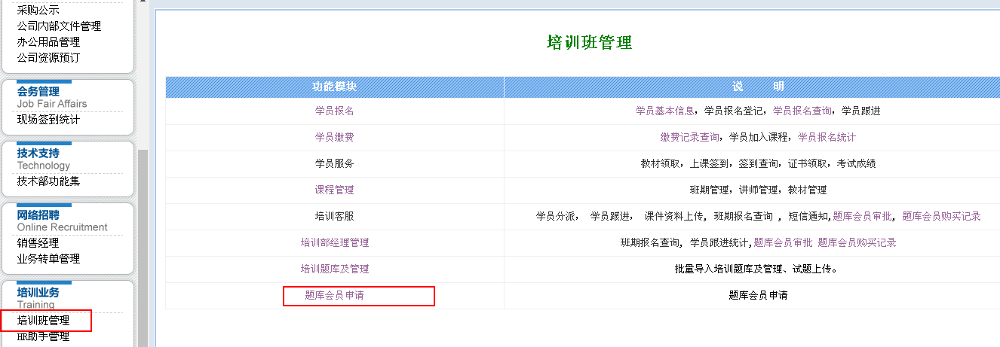 采购公示
公司内部文件管理
办公用品管理
公司资源预订
会务管理
Job Fair Affairs
现场签到统计
技术支持
Technology
技术部功能集
网络招聘
Online Recruitment
销售经理
业务转单管理
培训业务
Training
培训班管理
HR助手管理
培训班管理
功能模块 说 明
学员报名 学员基本信息，学员报名登记，学员报名查询，学员跟进
学员缴费 缴费记录查询，学员加入课程，学员报名统计
学员服务 教材领取，上课签到，签到查询，证书领取，考试成绩
课程管理 班期管理，讲师管理，教材管理
培训客服 学员分派， 学员跟进， 课件资料上传, 班期报名查询 , 短信通知,题库会员审批, 题库会员购买记录
培训部经理管理 班期报名查询, 学员跟进统计,题库会员审批 题库会员购买记录
培训题库及管理 批量导入培训题库及管理、试题上传。
题库会员申请 题库会员申请